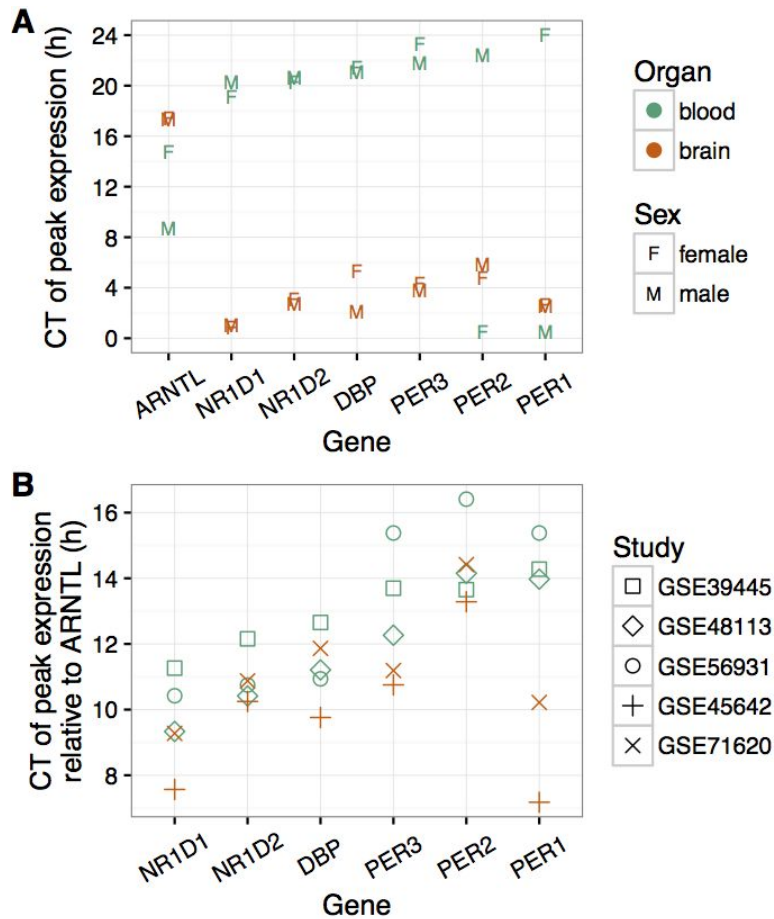 A
CT of peak expression (h)
24
20
16
12
8
4
0
M
F
M
F
M
M
F
F
M
F
M
F
M
F
M
F
M
F
M
F
M
F
M
F
M
F
F
M
ARNTL
NR1D1
NR1D2
DBP
PER3
PER2
PER1
Gene
Organ
blood
brain
Sex
F female
M male
B
CT of peak expression
relative to ARNTL (h)
16
14
12
10
8
NR1D1
NR1D2
DBP
PER3
PER2
PER1
Gene
Study
GSE39445
GSE48113
GSE56931
GSE45642
GSE71620